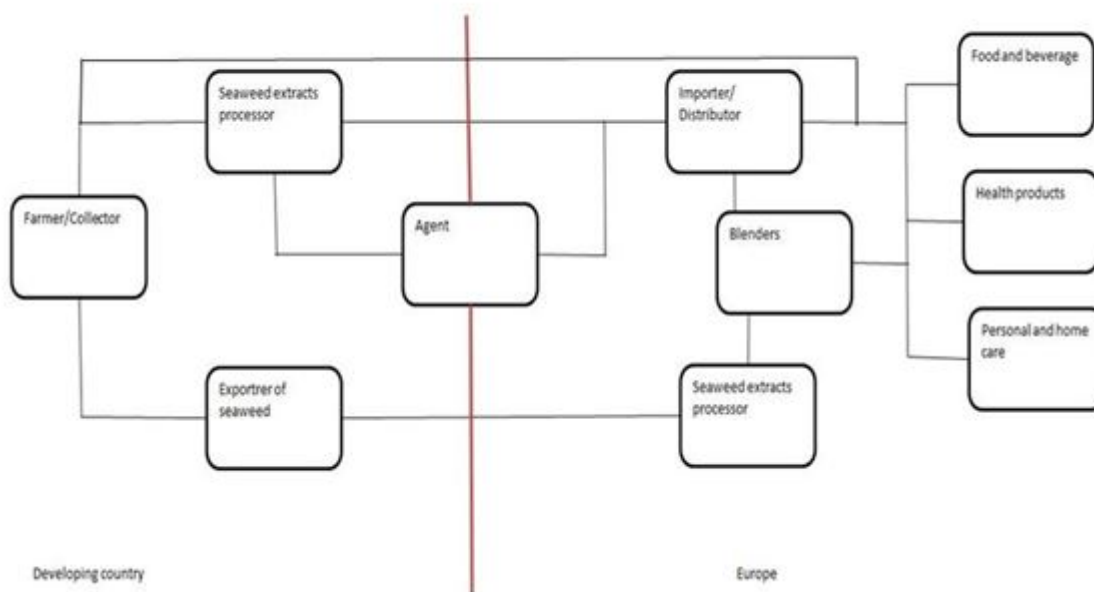 Food and beverage
Seaweed extracts
processor
Importer/
Distributor
Health products
Farmer/Collector
Agent
Blenders
Personal and home
care
Exportrer of
seaweed
Seaweed extracts
processor
Developing country
Europe